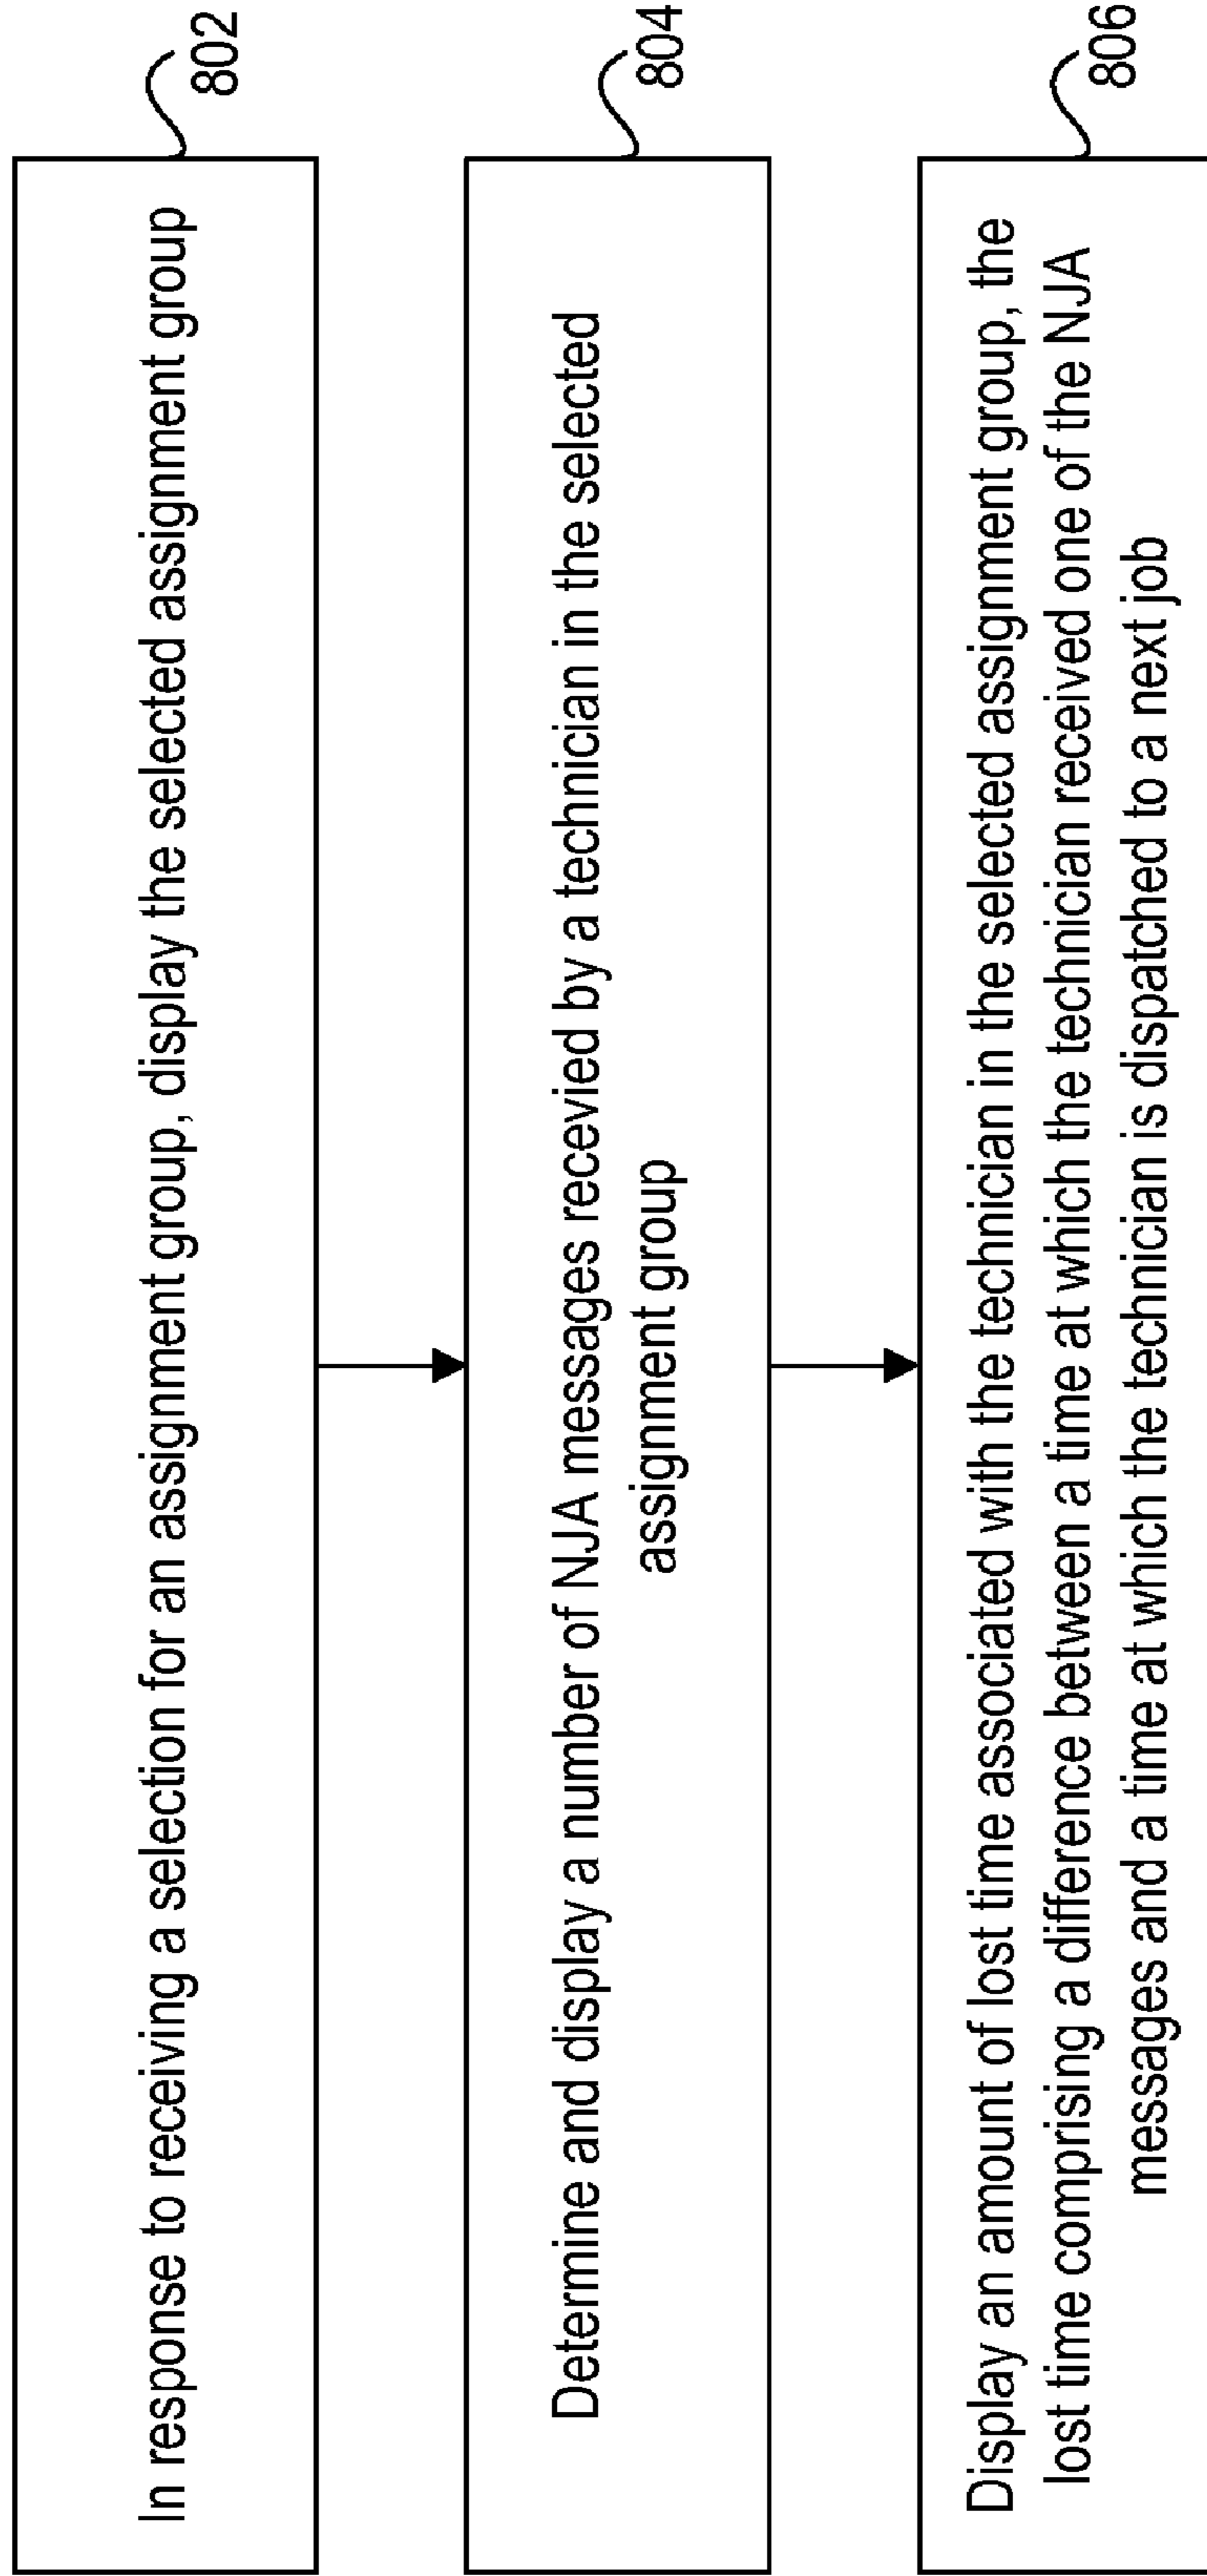 In response to receiving a selection for an assignment group, display the selected assignment group
802
Determine and display a number of NJA messages recevied by a technician in the selected
assignment group
804
Display an amount of lost time associated with the technician in the selected assignment group, the
lost time comprising a difference between a time at which the technician received one of the NJA
messages and a time at which the technician is dispatched to a next job
806